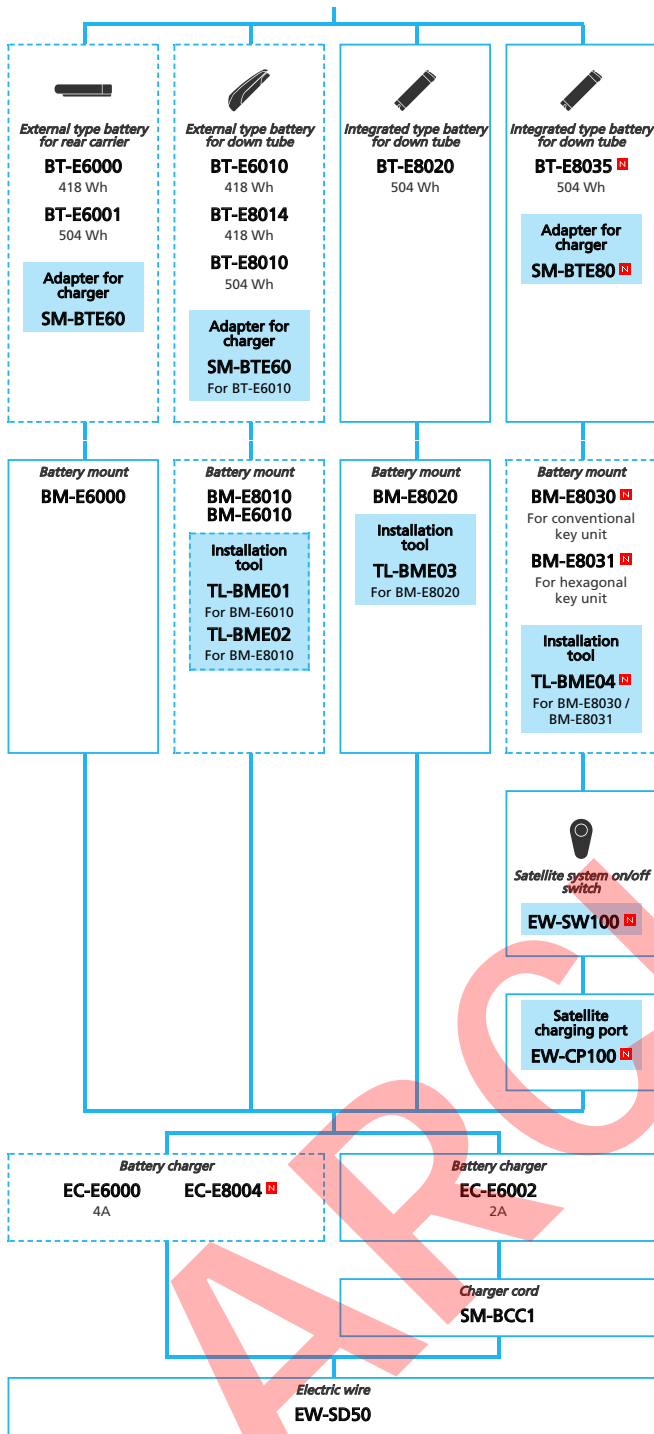 External type battery
for rear carrier
BT-E6000
418 Wh
BT-E6001
504 Wh
Adapter for
charger
SM-BTE60
External type battery
for down tube
BT-E6010
418 Wh
BT-E8014
418 Wh
BT-E8010
504 Wh
Adapter for
charger
SM-BTE60
For BT-E6010
Integrated type battery
for down tube
BT-E8020
504 Wh
Integrated type battery
for down tube
BT-E8035 N
504 Wh
Adapter for
charger
SM-BTE80 N
Battery mount
BM-E6000
Battery mount
BM-E8010
BM-E6010
Installation
tool
TL-BME01
For BM-E6010
TL-BME02
For BM-E8010
Battery mount
BM-E8020
Installation
tool
TL-BME03
For BM-E8020
Battery mount
BM-E8030 N
For conventional
key unit
BM-E8031 N
For hexagonal
key unit
Installation
tool
TL-BME04 N
For BM-E8030 /
BM-E8031
Satellite system on/off
switch
EW-SW100 N
Satellite
charging port
EW-CP100 N
Battery charger
EC-E6000 EC-E8004 N
4A
Battery charger
EC-E6002
2A
Charger cord
SM-BCC1
Electric wire
EW-SD50
ARC